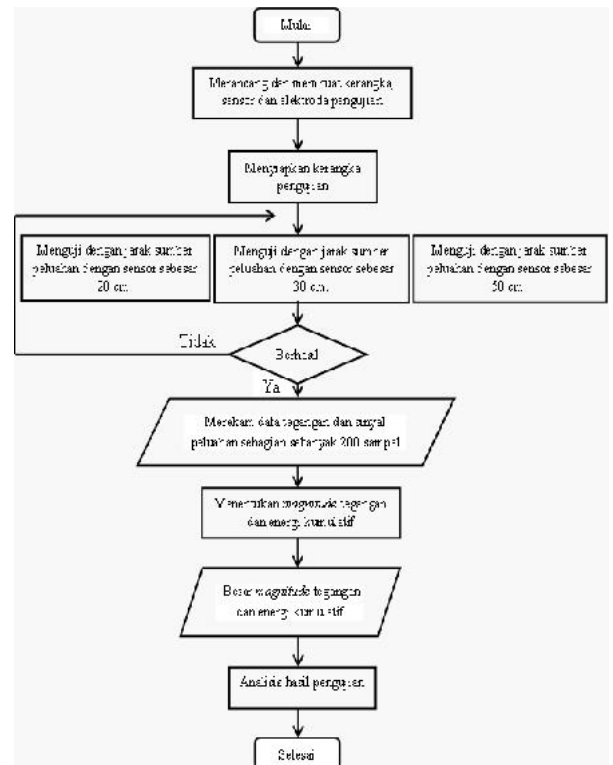 Mulai
Merancang dan membuat kerangka,
sensor dan elektroda pengujian
Menyiapkan kerangka
pengujian
Menguji dengan jarak sumber
peluahan dengan sensor sebesar
20 cm
Menguji dengan jarak sumber
peluahan dengan sensor sebesar
30 cm.
Menguji dengan jarak sumber
peluahan dengan sensor sebesar
50 cm
Tidak
Berhasil
Ya
Merekam data tegangan dan sinyal
peluahan sebagian sebanyak 200 sampel
Menentukan magnitude tegangan
dan energi kumulatif
Besar magnitude tegangan
dan energi kumulatif
Analisis hasil pengujian
Selesai